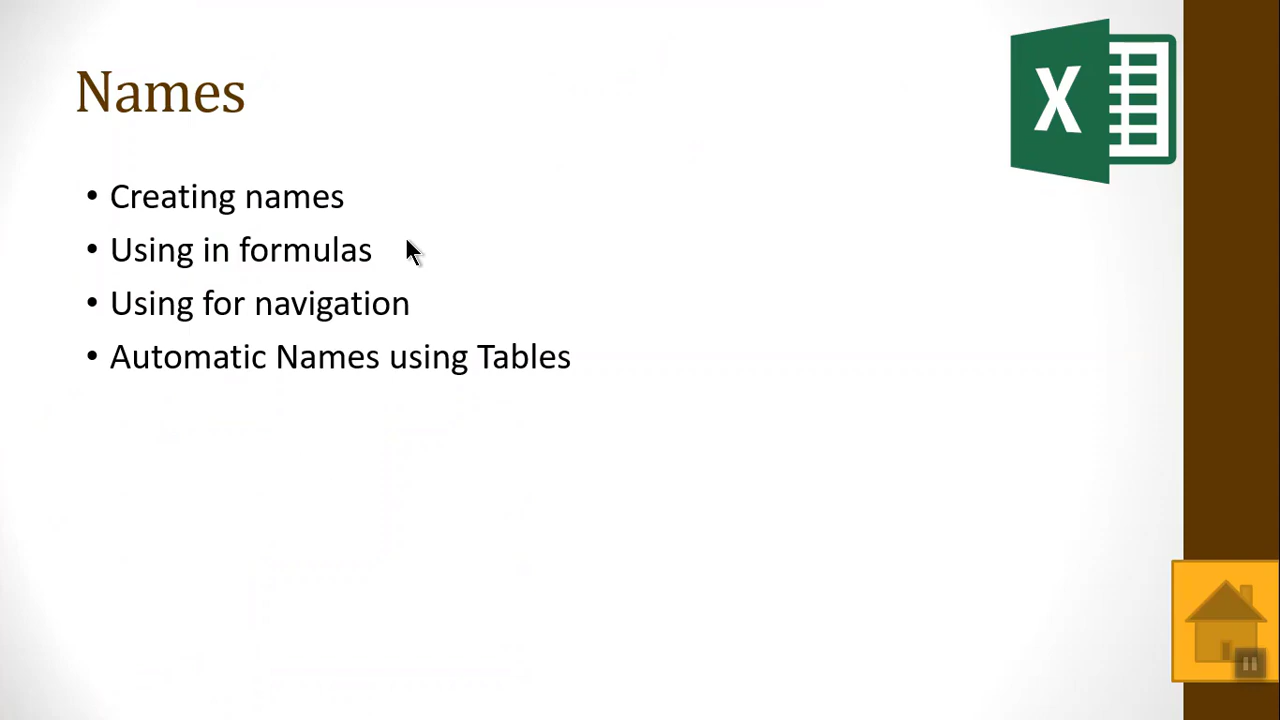 Names
X
• Creating names
• Using in formulas
• Using for navigation
• Automatic Names using Tables